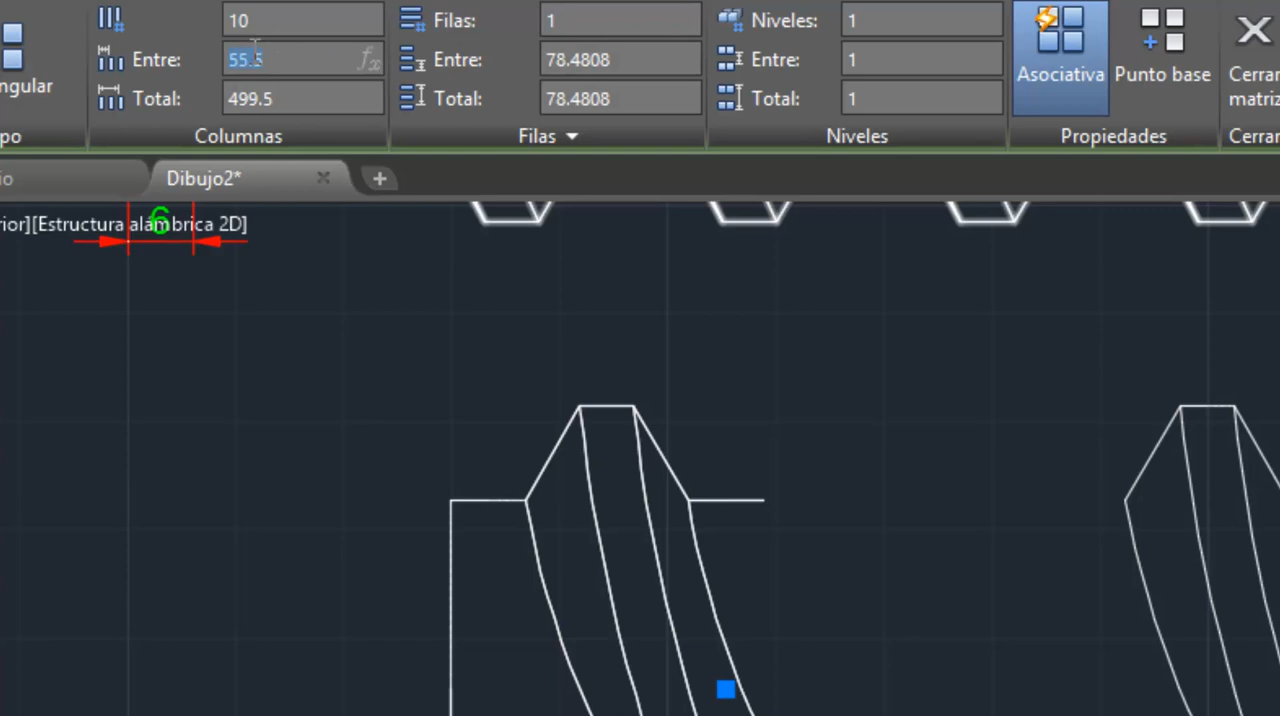 10
Filas:
1
Niveles:
1
Entre:
55.5
fx
Entre:
78.4808
Entre:
1
ngular
Asociativa
Punto base
Cerrar
matriz
Total:
499.5
Total:
78.4808
Total:
1
po
Columnas
Filas
Niveles
Propiedades
Cerrar
io
Dibujo2*
rior][Estructura alámbrica 2D]
6